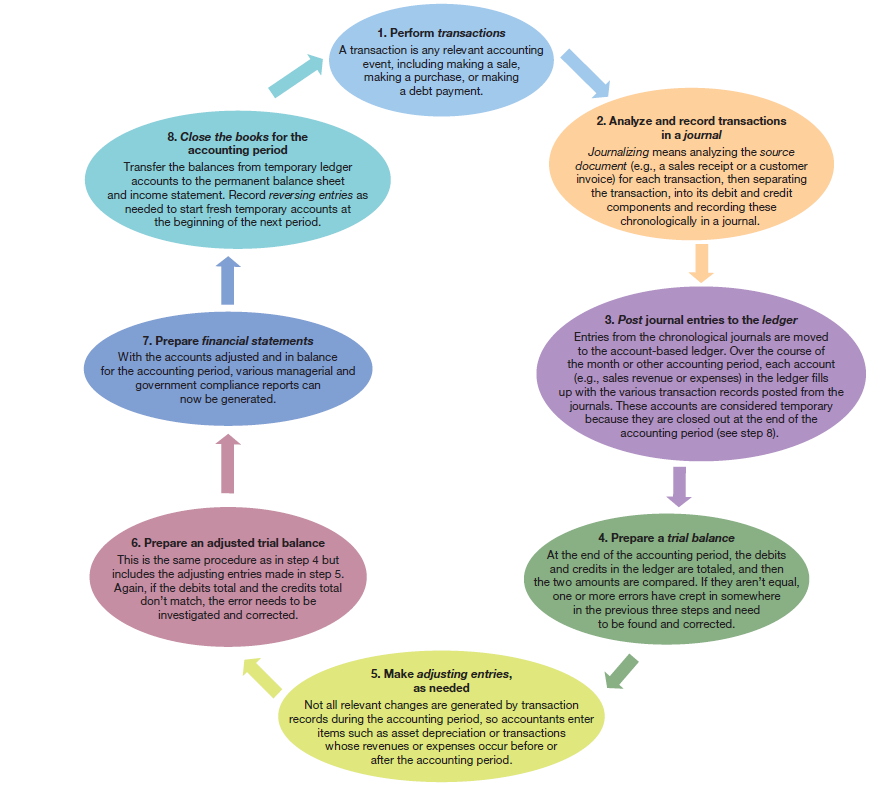 1. Perform transactions
A transaction is any relevant accounting
event, including making a sale,
making a purchase, or making
a debt payment.
2. Analyze and record transactions
in a journal
Journalizing means analyzing the source
document (e.g., a sales receipt or a customer
invoice) for each transaction, then separating
the transaction, into its debit and credit
components and recording these
chronologically in a journal.
3. Post journal entries to the ledger
Entries from the chronological journals are moved
to the account-based ledger. Over the course of
the month or other accounting period, each account
(e.g., sales revenue or expenses) in the ledger fills
up with the various transaction records posted from the
journals. These accounts are considered temporary
because they are closed out at the end of the
accounting period (see step 8).
4. Prepare a trial balance
At the end of the accounting period, the debits
and credits in the ledger are totaled, and then
the two amounts are compared. If they aren't equal,
one or more errors have crept in somewhere
in the previous three steps and need
to be found and corrected.
5. Make adjusting entries,
as needed
Not all relevant changes are generated by transaction
records during the accounting period, so accountants enter
items such as asset depreciation or transactions
whose revenues or expenses occur before or
after the accounting period.
6. Prepare an adjusted trial balance
This is the same procedure as in step 4 but
includes the adjusting entries made in step 5.
Again, if the debits total and the credits total
don't match, the error needs to be
investigated and corrected.
7. Prepare financial statements
With the accounts adjusted and in balance
for the accounting period, various managerial and
government compliance reports can
now be generated.
8. Close the books for the
accounting period
Transfer the balances from temporary ledger
accounts to the permanent balance sheet
and income statement. Record reversing entries as
needed to start fresh temporary accounts at
the beginning of the next period.